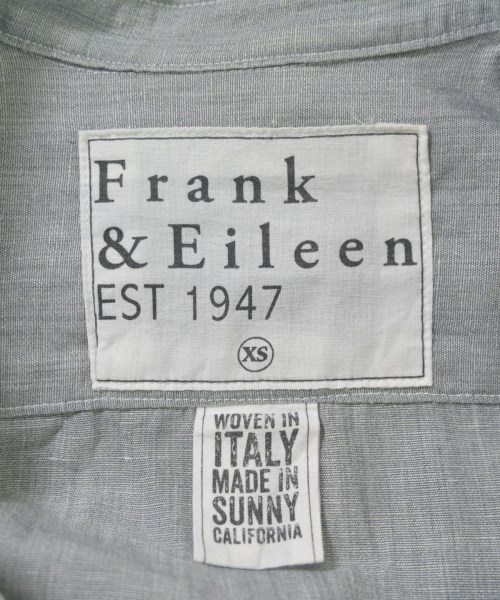 Frank
& Eileen
EST 1947
XS
WOVEN IN
ITALY
MADE IN
SUNNY
CALIFORNIA